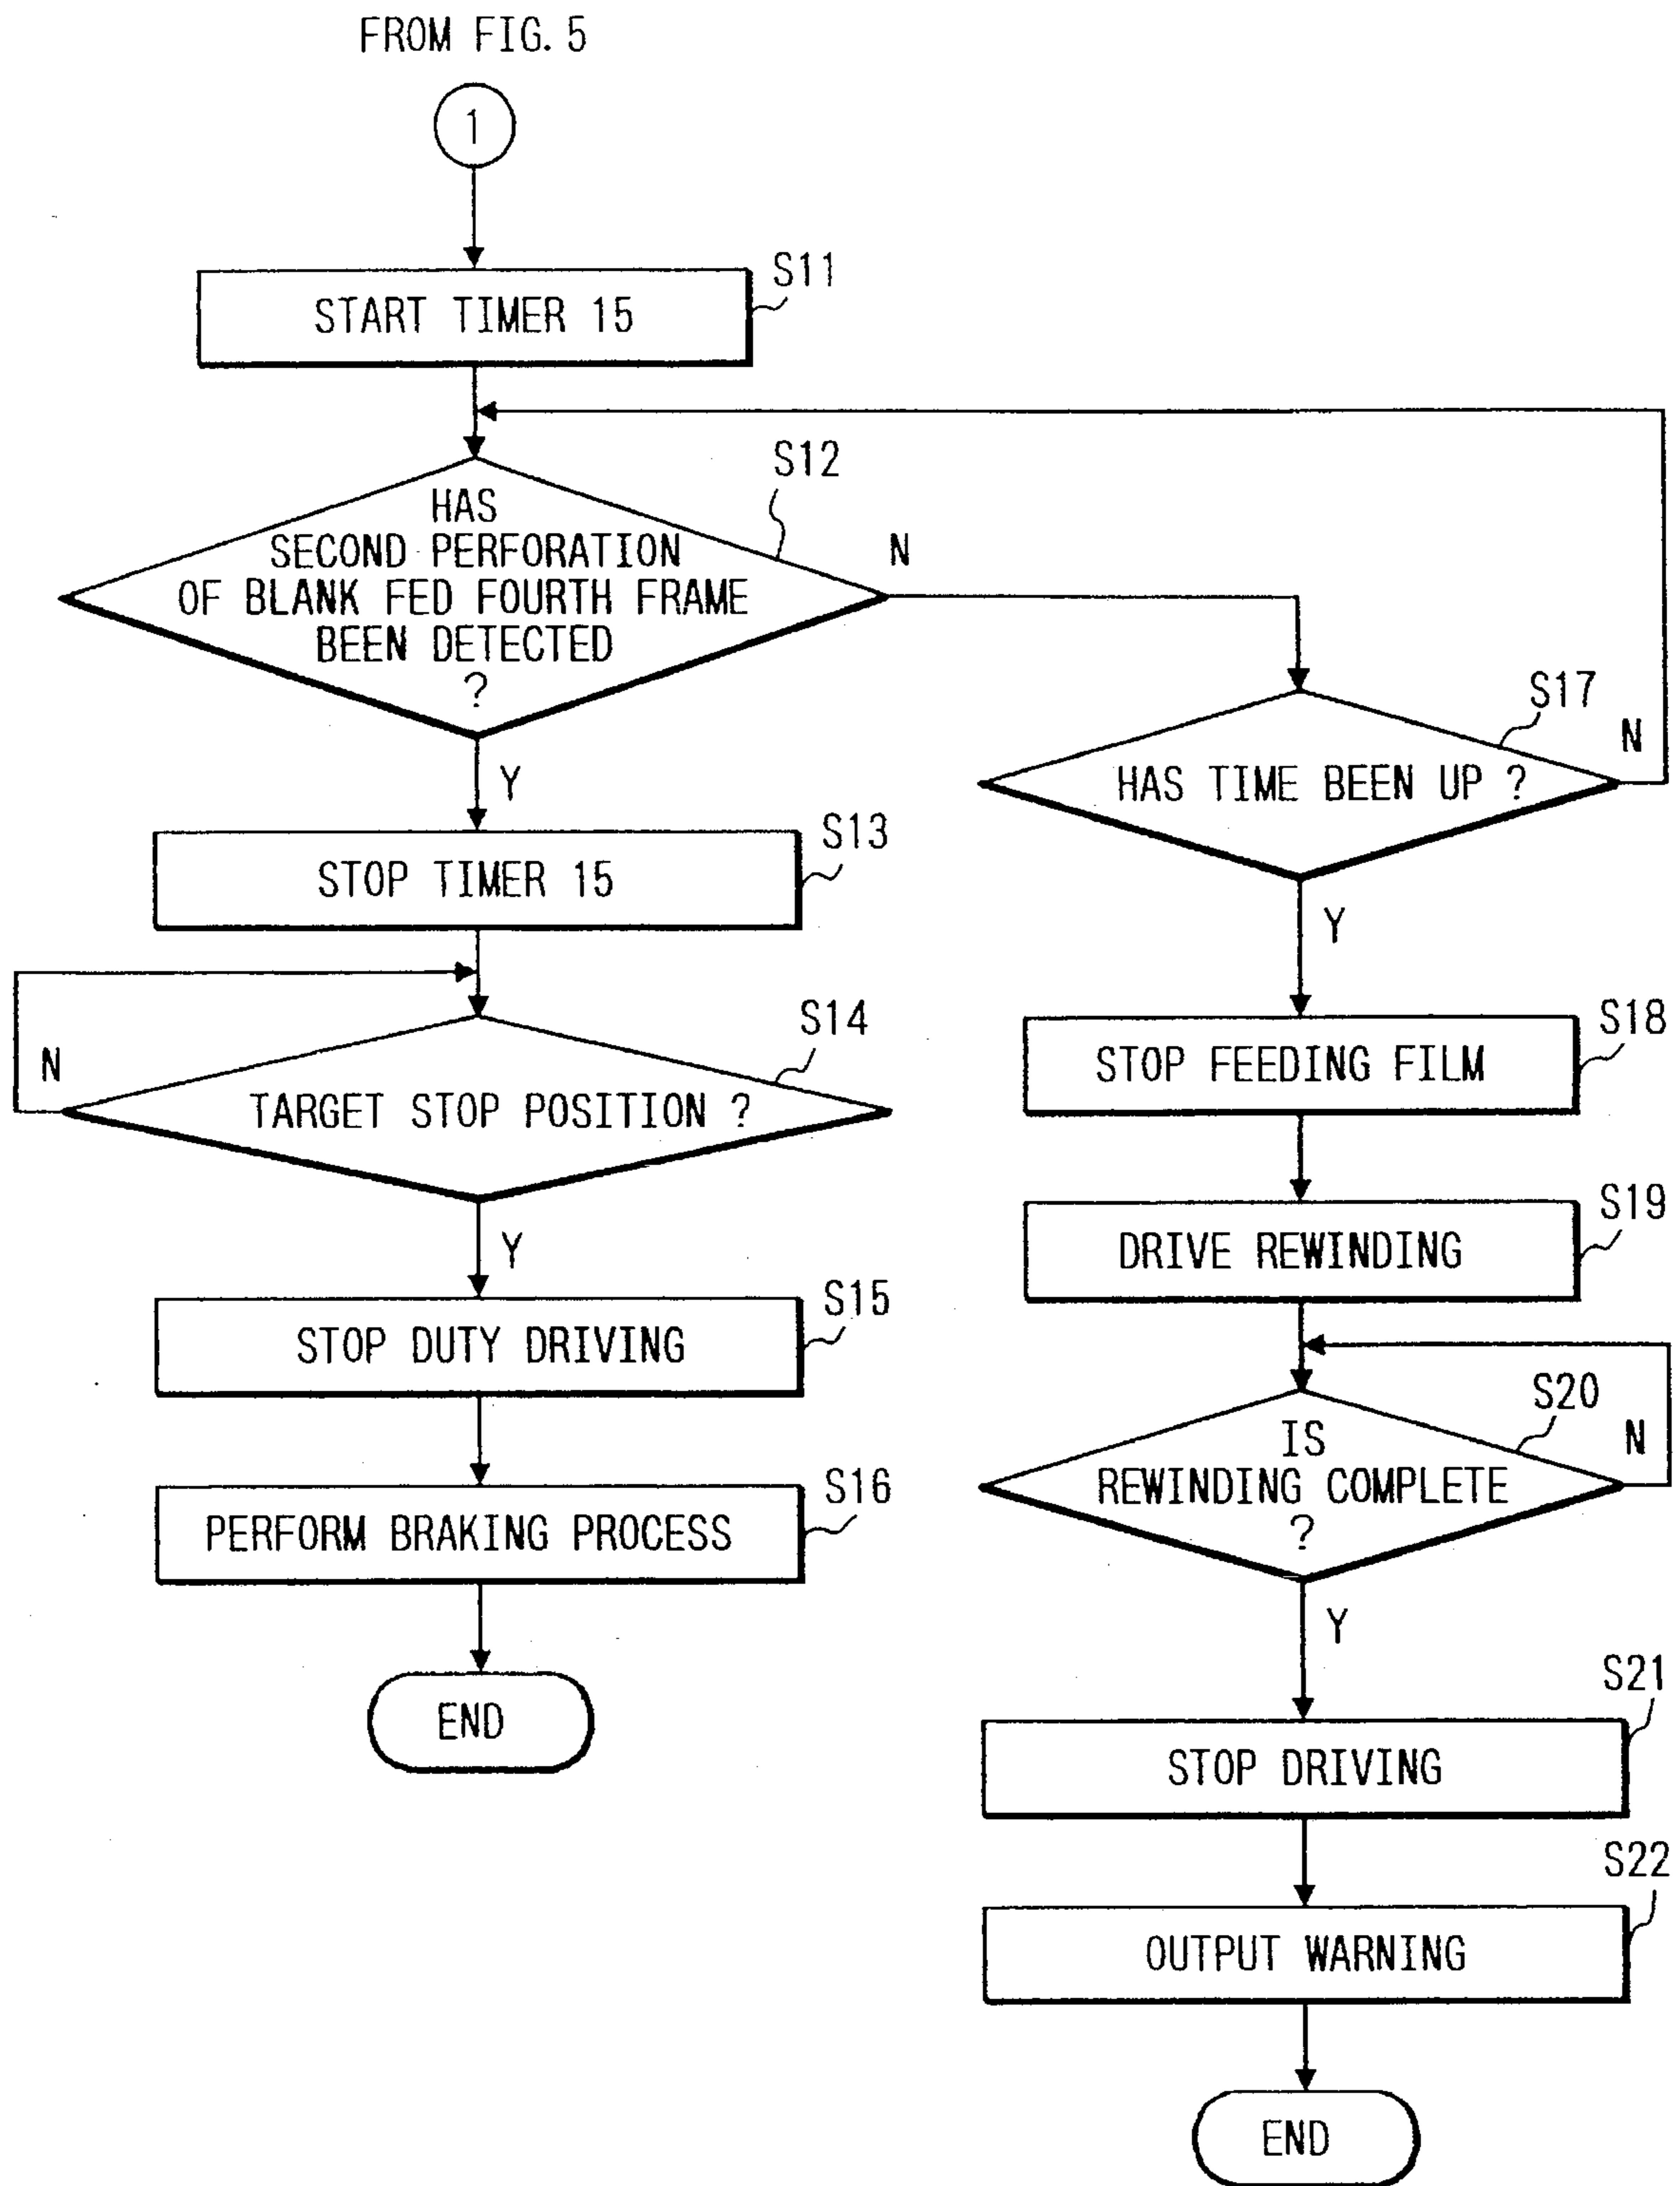 FROM FIG. 5
1
S11
START TIMER 15
S12
HAS
SECOND PERFORATION
OF BLANK FED FOURTH FRAME
BEEN DETECTED
?
N
Y
S13
STOP TIMER 15
S14
N
TARGET STOP POSITION ?
Y
S15
STOP DUTY DRIVING
S16
PERFORM BRAKING PROCESS
END
S17
N
HAS TIME BEEN UP ?
Y
S18
STOP FEEDING FILM
S19
DRIVE REWINDING
S20
N
IS
REWINDING COMPLETE
?
Y
S21
STOP DRIVING
S22
OUTPUT WARNING
END